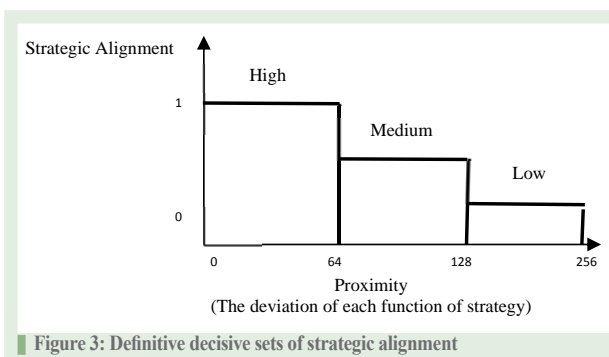 Strategic Alignment
High
1
Medium
Low
0
0 64 128 256
Proximity
(The deviation of each function of strategy)
Figure 3: Definitive decisive sets of strategic alignment